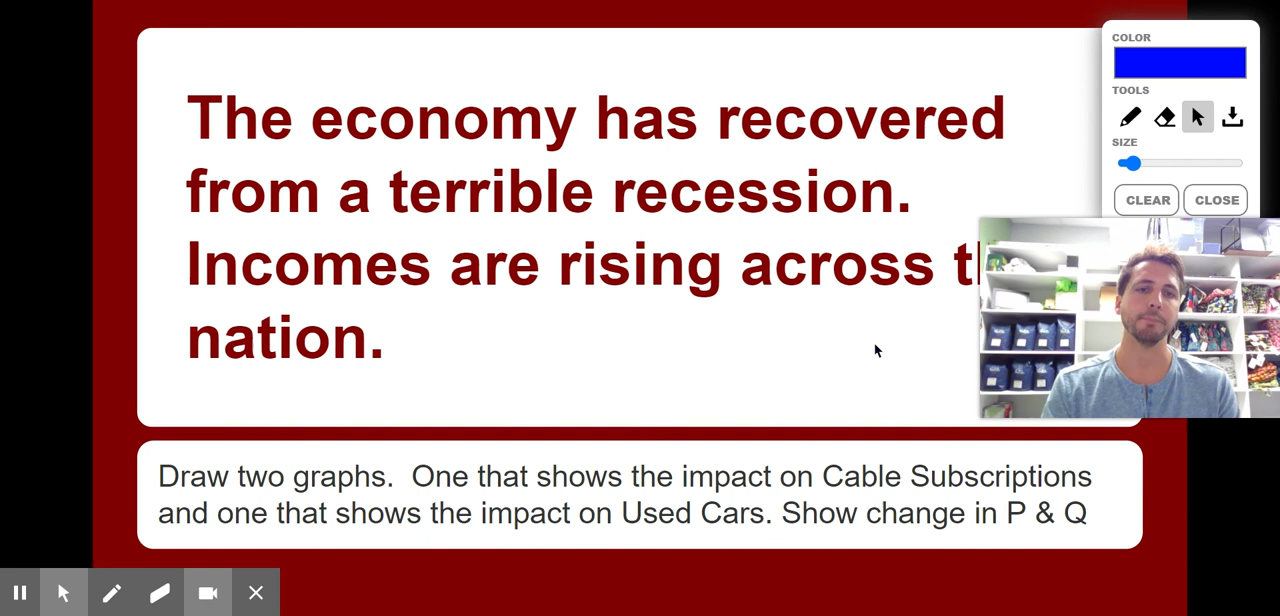 The economy has recovered
from a terrible recession.
Incomes are rising across
nation.
Draw two graphs.  One that shows the impact on Cable Subscriptions
and one that shows the impact on Used Cars. Show change in P & Q
COLOR
TOOLS
SIZE
CLEAR CLOSE